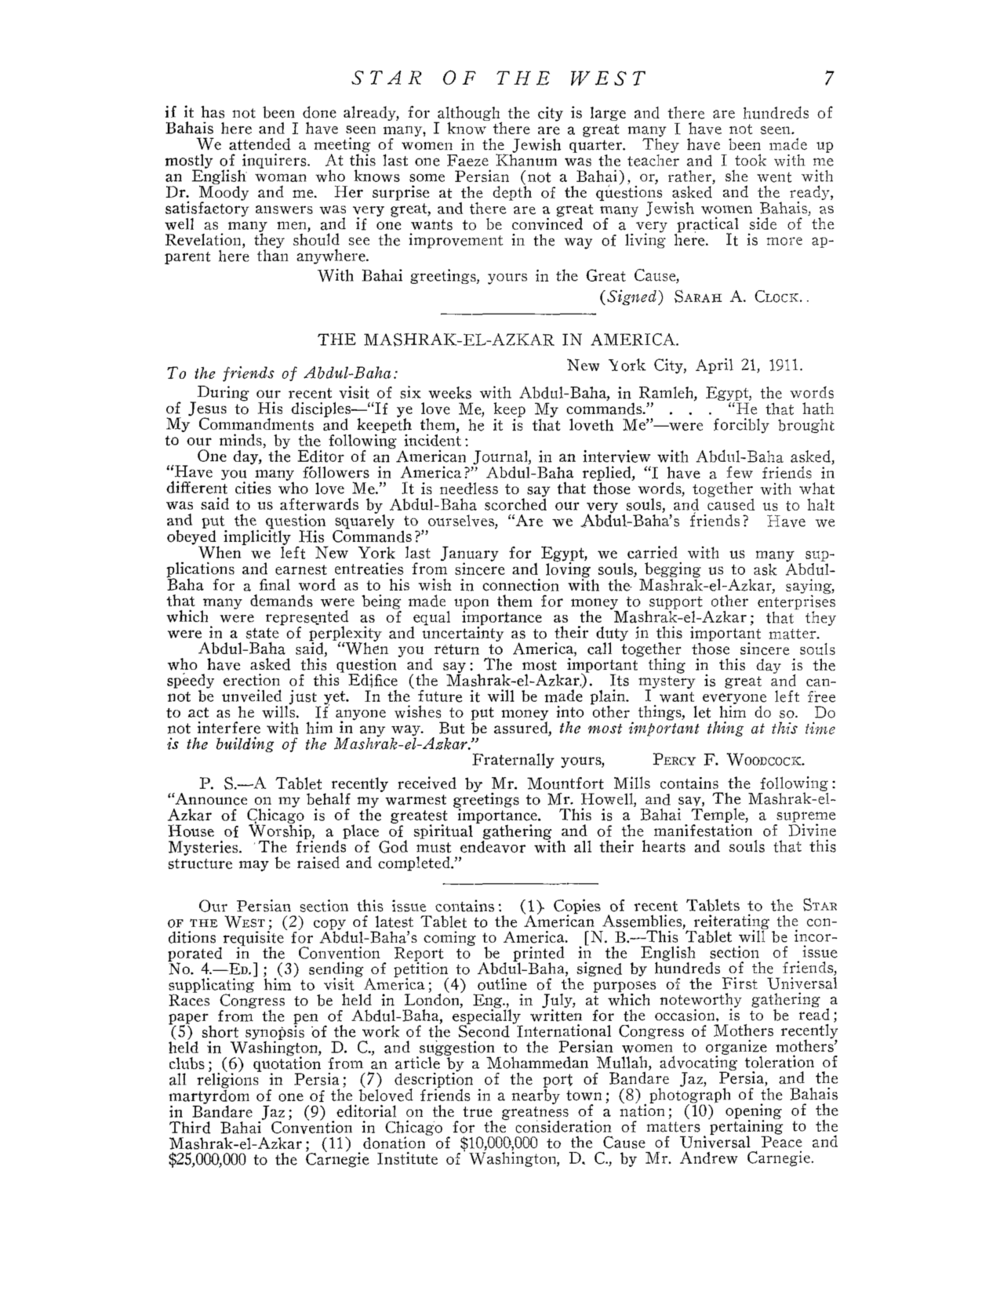 STAR OF THE WEST 7
if it has not been done already, for although the city is large and there are hundreds of
Bahais here and I have seen many, I know there are a great many I have not seen.
We attended a meeting of women in the Jewish quarter. They have been made up
mostly of inquirers. At this last one Faeze Khanum was the teacher and I took with me
an English woman who knows some Persian (not a Bahai), or, rather, she went with
Dr. Moody and me. Her surprise at the depth of the questions asked and the ready,
satisfactory answers was very great, and there are a great many Jewish women Bahais, as
well as many men, and if one wants to be convinced of a very practical side of the
Revelation, they should see the improvement in the way of living here. It is more ap-
parent here than anywhere.
With Bahai greetings, yours in the Great Cause,
(Signed) SARAH A. CLOCK..
THE MASHRAK-EL-AZKAR IN AMERICA.
New York City, April 21, 1911.
To the friends of Abdul-Baha:
During our recent visit of six weeks with Abdul-Baha, in Ramleh, Egypt, the words
of Jesus to His disciples—“If ye love Me, keep My commands.” . . . “He that hath
My Commandments and keepeth them, he it is that loveth Me”—were forcibly brought
to our minds, by the following incident:
One day, the Editor of an American Journal, in an interview with Abdul-Baha asked,
“Have you many followers in America?” Abdul-Baha replied, “I have a few friends in
different cities who love Me.” It is needless to say that those words, together with what
was said to us afterwards by Abdul-Baha scorched our very souls, and caused us to halt
and put the question squarely to ourselves, “Are we Abdul-Baha’s friends? Have we
obeyed implicitly His Commands?”
When we left New York last January for Egypt, we carried with us many sup-
plications and earnest entreaties from sincere and loving souls, begging us to ask Abdul-
Baha for a final word as to his wish in connection with the Mashrak-el-Azkar, saying,
that many demands were being made upon them for money to support other enterprises
which were represented as of equal importance as the Mashrak-el-Azkar; that they
were in a state of perplexity and uncertainty as to their duty in this important matter.
Abdul-Baha said, “When you return to America, call together those sincere souls
who have asked this question and say: The most important thing in this day is the
speedy erection of this Edifice (the Mashrak-el-Azkar). Its mystery is great and can-
not be unveiled just yet. In the future it will be made plain. I want everyone left free
to act as he wills. If anyone wishes to put money into other things, let him do so. Do
not interfere with him in any way. But be assured, the most important thing at this time
is the building of the Mashrak-el-Azkar.”
Fraternally yours, PERCY F. WOODCOCK.
P. S.—A Tablet recently received by Mr. Mountfort Mills contains the following:
“Announce on my behalf my warmest greetings to Mr. Howell, and say, The Mashrak-el-
Azkar of Chicago is of the greatest importance. This is a Bahai Temple, a supreme
House of Worship, a place of spiritual gathering and of the manifestation of Divine
Mysteries. The friends of God must endeavor with all their hearts and souls that this
structure may be raised and completed.”
Our Persian section this issue contains: (1) Copies of recent Tablets to the STAR
OF THE WEST; (2) copy of latest Tablet to the American Assemblies, reiterating the con-
ditions requisite for Abdul-Baha’s coming to America. [N. B.—This Tablet will be incor-
porated in the Convention Report to be printed in the English section of issue
No. 4.—ED.]; (3) sending of petition to Abdul-Baha, signed by hundreds of the friends,
supplicating him to visit America; (4) outline of the purposes of the First Universal
Races Congress to be held in London, Eng., in July, at which noteworthy gathering a
paper from the pen of Abdul-Baha, especially written for the occasion, is to be read;
(5) short synopsis of the work of the Second International Congress of Mothers recently
held in Washington, D. C., and suggestion to the Persian women to organize mothers’
clubs; (6) quotation from an article by a Mohammedan Mullah, advocating toleration of
all religions in Persia; (7) description of the port of Bandare Jaz, Persia, and the
martyrdom of one of the beloved friends in a nearby town; (8) photograph of the Bahais
in Bandare Jaz; (9) editorial on the true greatness of a nation; (10) opening of the
Third Bahai Convention in Chicago for the consideration of matters pertaining to the
Mashrak-el-Azkar; (11) donation of $10,000,000 to the Cause of Universal Peace and
$25,000,000 to the Carnegie Institute of Washington, D. C., by Mr. Andrew Carnegie.